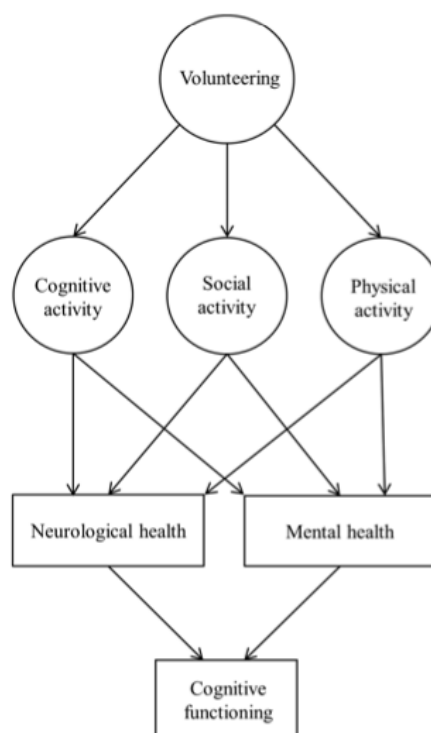 Volunteering
Cognitive
activity
Social
activity
Physical
activity
Neurological health
Mental health
Cognitive
functioning